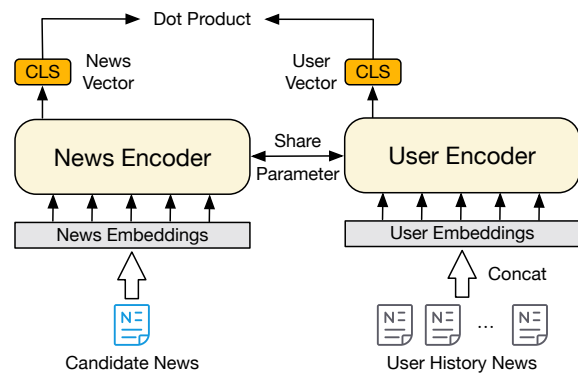 Dot Product
CLS
News
Vector
User
Vector
CLS
News Encoder
Share
Parameter
User Encoder
News Embeddings
User Embeddings
Concat
N
N
N
...
N
Candidate News
User History News